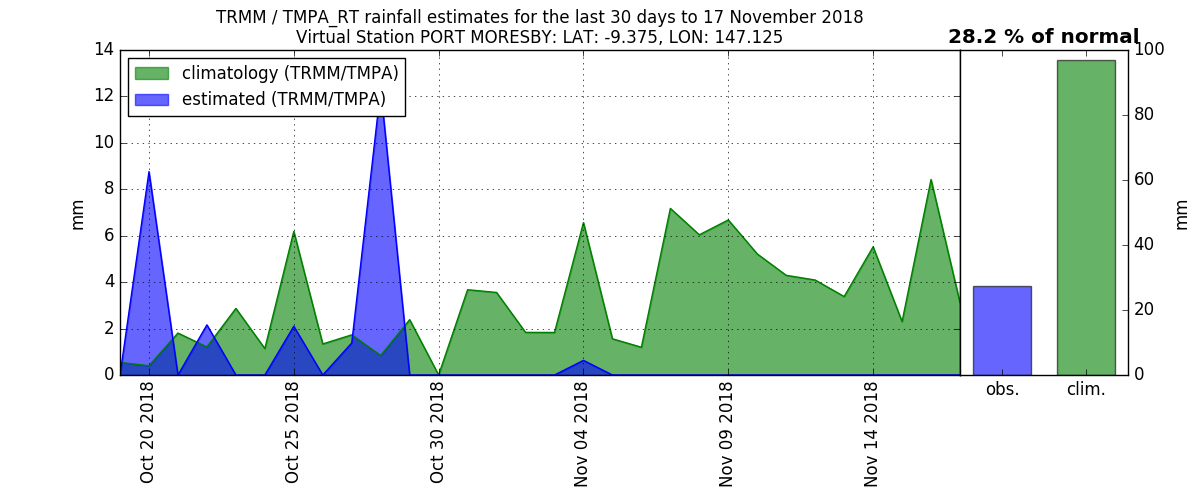 TRMM / TMPA_RT rainfall estimates for the last 30 days to 17 November 2018
Virtual Station PORT MORESBY: LAT: -9.375, LON: 147.125
28.2 % of normal
climatology (TRMM/TMPA)
estimated (TRMM/TMPA)
mm
14
12
10
8
6
4
2
0
Oct 20 2018
Oct 25 2018
Oct 30 2018
Nov 04 2018
Nov 09 2018
Nov 14 2018
100
80
60
40
20
0
mm
obs.
clim.